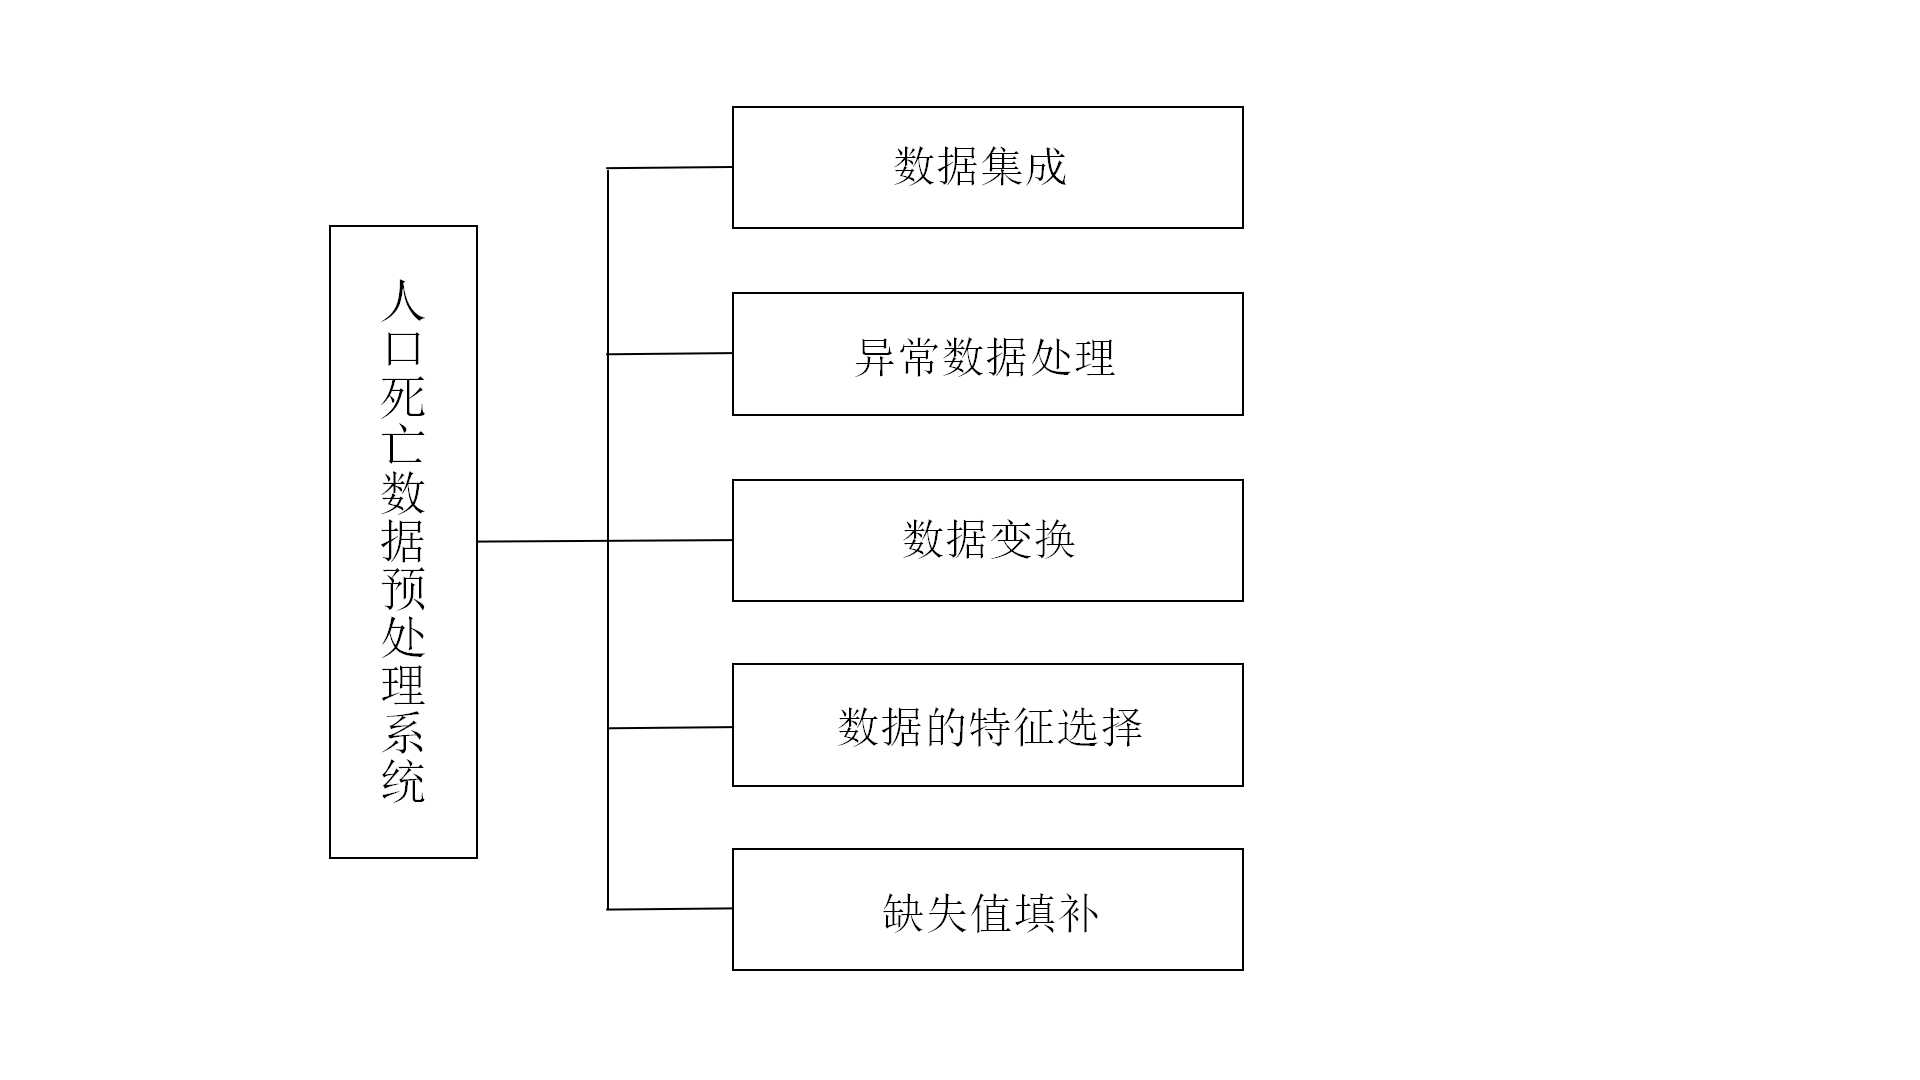 人口死亡数据预处理系统
数据集成
异常数据处理
数据变换
数据的特征选择
缺失值填补